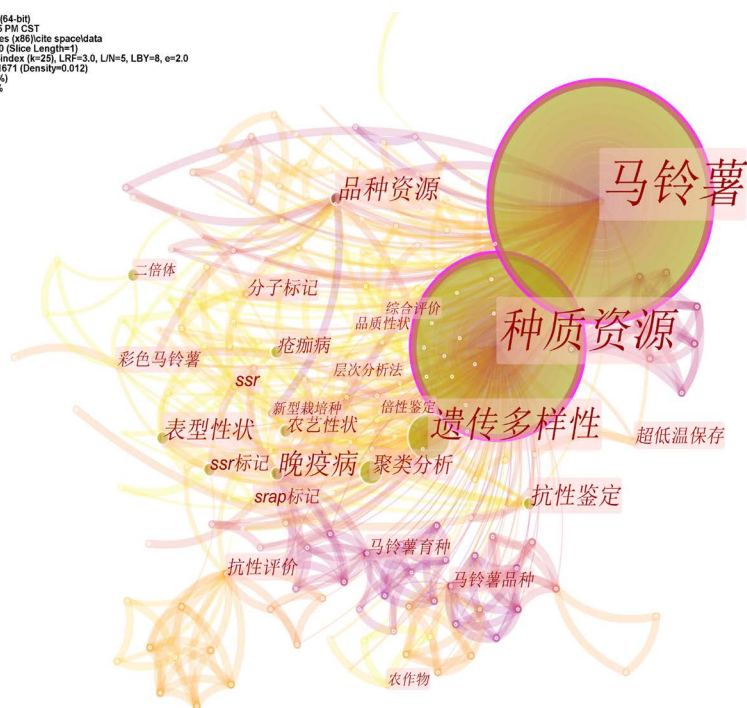 (64-bit)
PM CST
es (x86)\cite space\data
(Slice Length=1)
index (k=25), LRF=3.0, L/N=5, LBY=8, e=2.0
1671 (Density=0.012)
马铃薯
品种资源
二倍体
分子标记
综合评价
品质性状
种质资源
疮痂病
彩色马铃薯
层次分析法
ssr
新型栽培种
倍性鉴定
农艺性状
遗传多样性
表型性状
超低温保存
ssr标记
晚疫病
聚类分析
srap标记
抗性鉴定
马铃薯育种
抗性评价
马铃薯品种
农作物